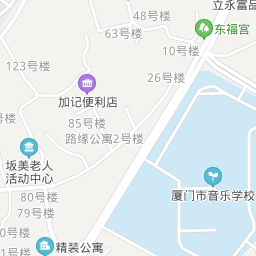 立永富品
48号楼
63号楼
东福宫
10号楼
123号楼
26号楼
加记便利店
85号楼
路缘公寓2号楼
坂美老人
活动中心
厦门市音乐学校
80号楼
79号楼
精装公寓